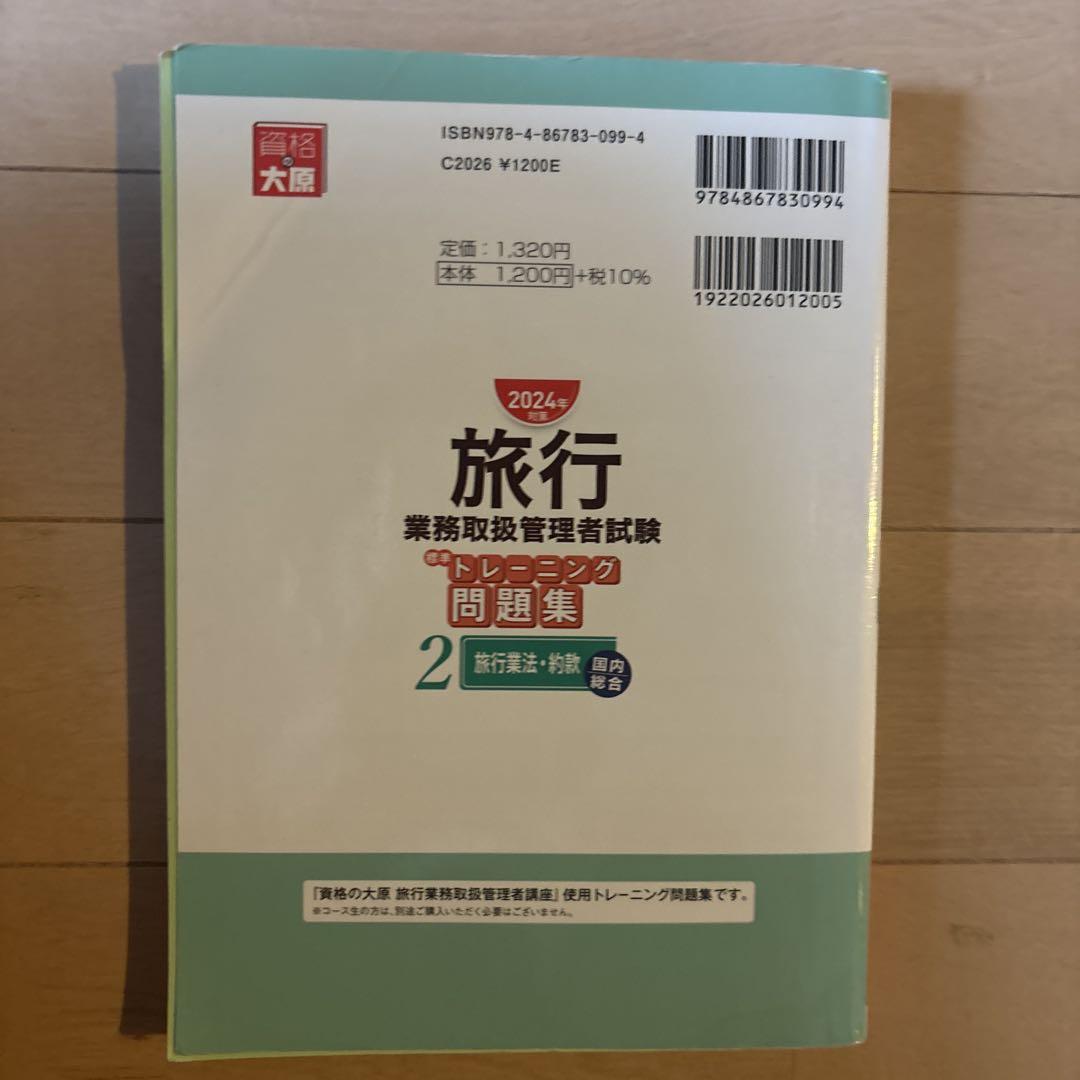 資格
の
大原
ISBN978-4-86783-099-4
C2026 ¥1200E
9784867830994
定価：1,320円
本体 1,200円+税10%
1922026012005
2024年
対策
旅行
業務取扱管理者試験
標準
トレーニング
問題集
2
旅行業法・約款
国内
総合
『資格の大原 旅行業務取扱管理者講座』使用トレーニング問題集です。
※コース生の方は、別途ご購入いただく必要はございません。